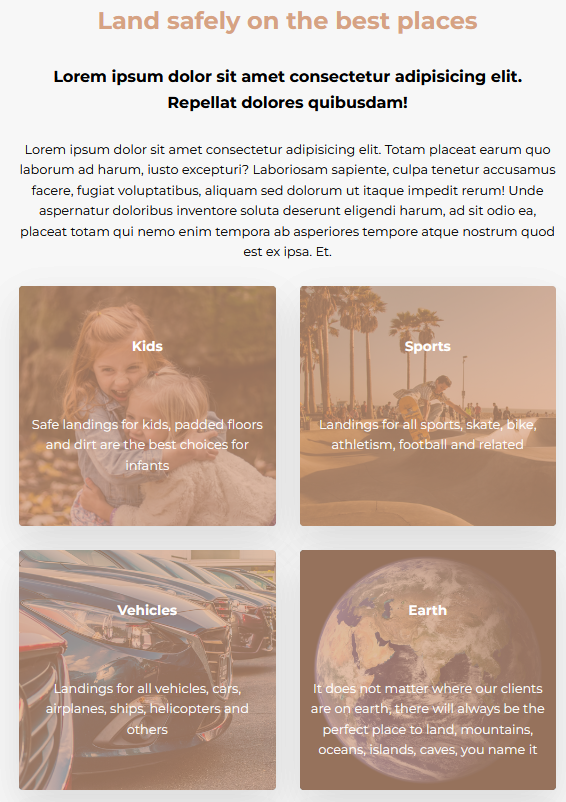 Land safely on the best places
Lorem ipsum dolor sit amet consectetur adipisicing elit.
Repellat dolores quibusdam!
Lorem ipsum dolor sit amet consectetur adipisicing elit. Totam placeat earum quo
laborum ad harum, iusto excepturi? Laboriosam sapiente, culpa tenetur accusamus
facere, fugiat voluptatibus, aliquam sed dolorum ut itaque impedit rerum! Unde
aspernatur doloribus inventore soluta deserunt eligendi harum, ad sit odio ea,
placeat totam qui nemo enim tempora ab asperiores tempore atque nostrum quod
est ex ipsa. Et.
Kids
Safe landings for kids, padded floors
and dirt are the best choices for
infants
Sports
Landings for all sports, skate, bike,
athletism, football and related
Vehicles
Landings for all vehicles, cars,
airplanes, ships, helicopters and
others
Earth
It does not matter where our clients
are on earth, there will always be the
perfect place to land, mountains,
oceans, islands, caves, you name it